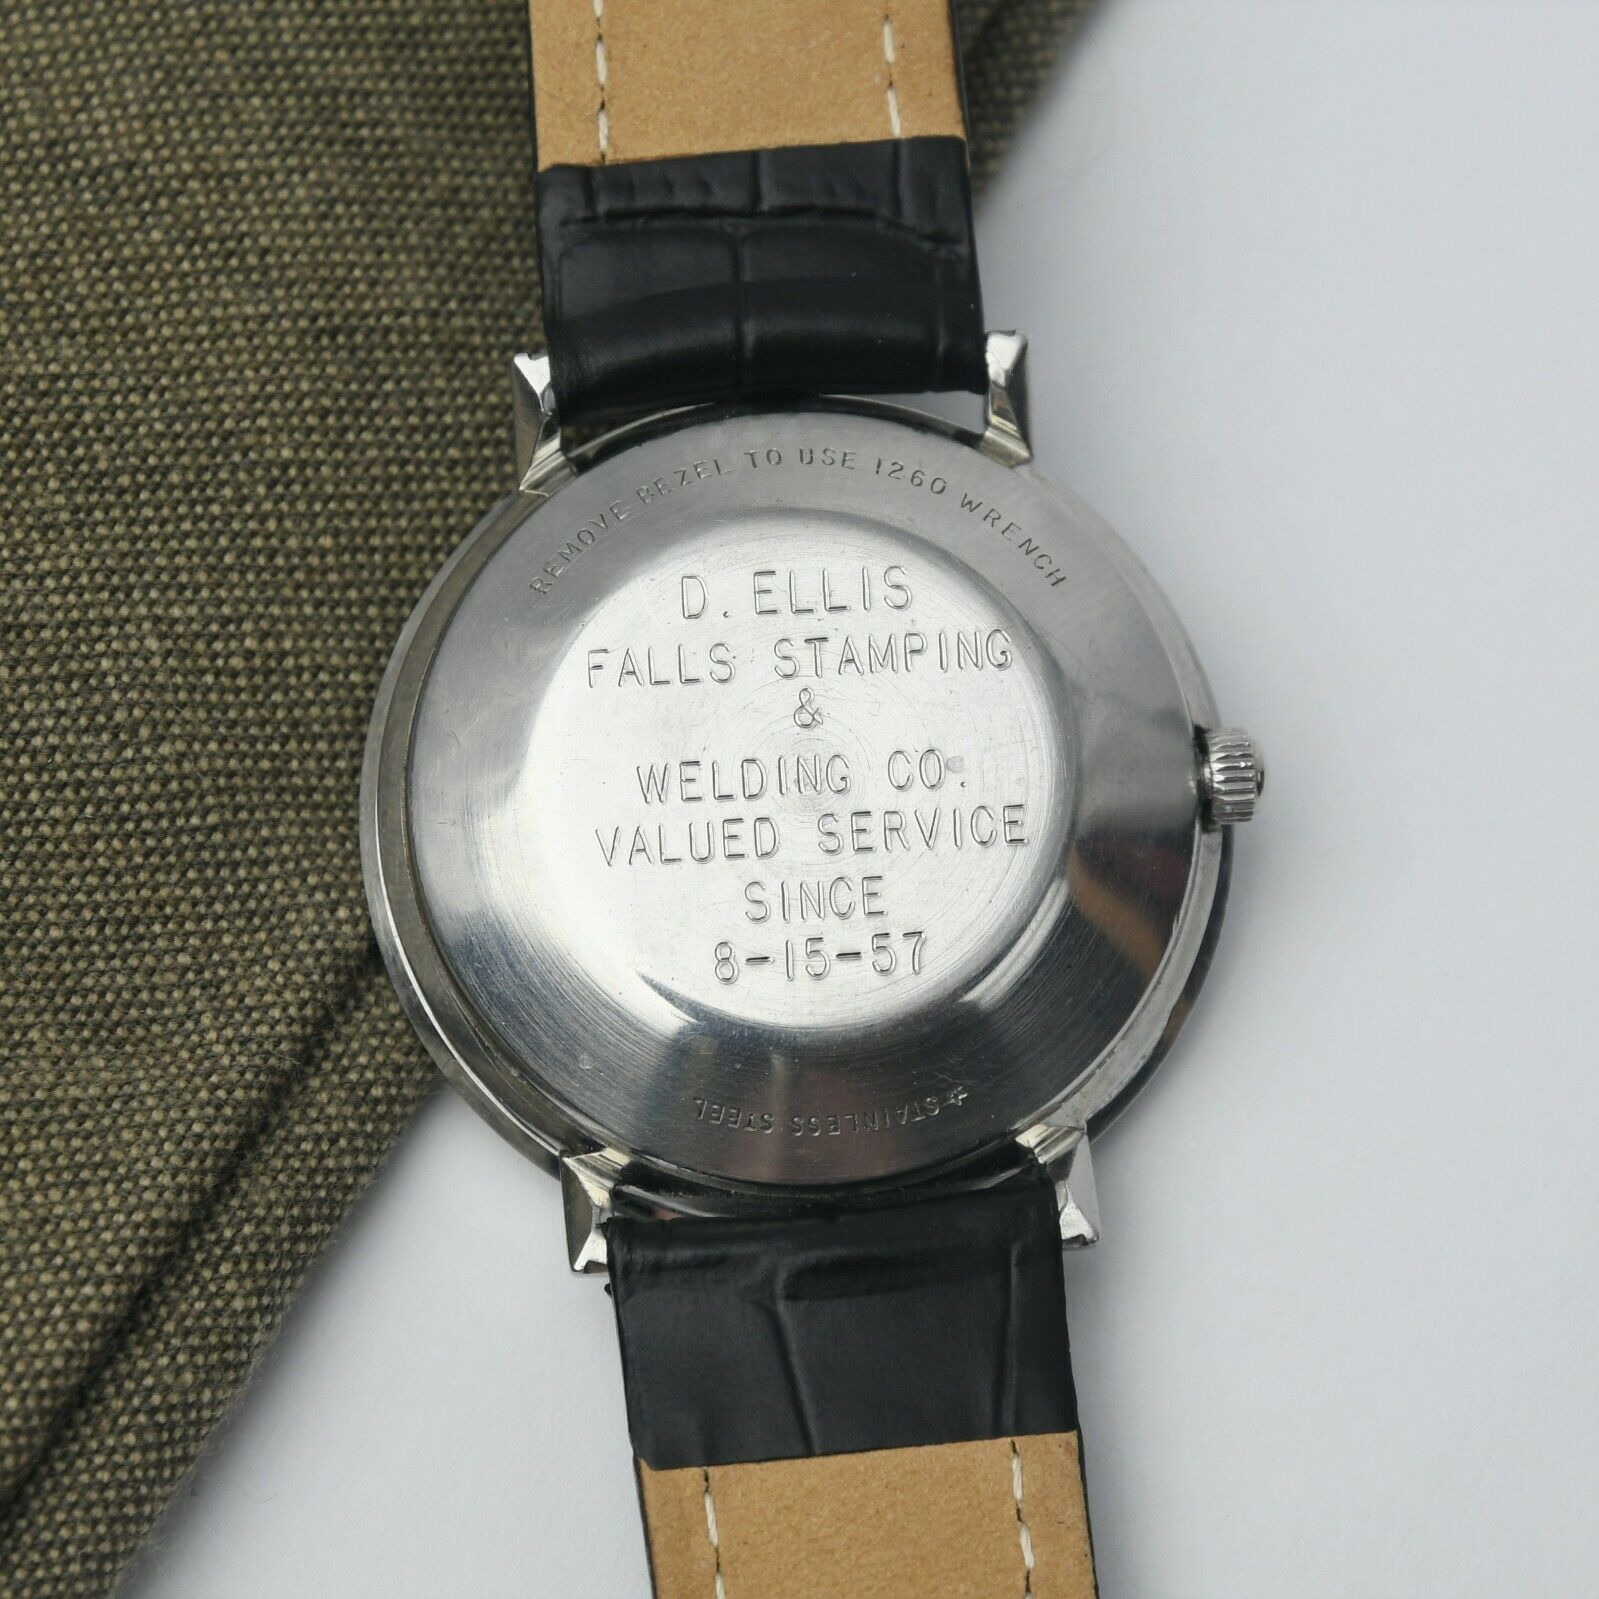 REMOVE BEZEL TO USE 1260 WRENCH
D. ELLIS
FALLS STAMPING
&
WELDING CO.
VALUED SERVICE
SINCE
8-15-57
STAINLESS STEEL